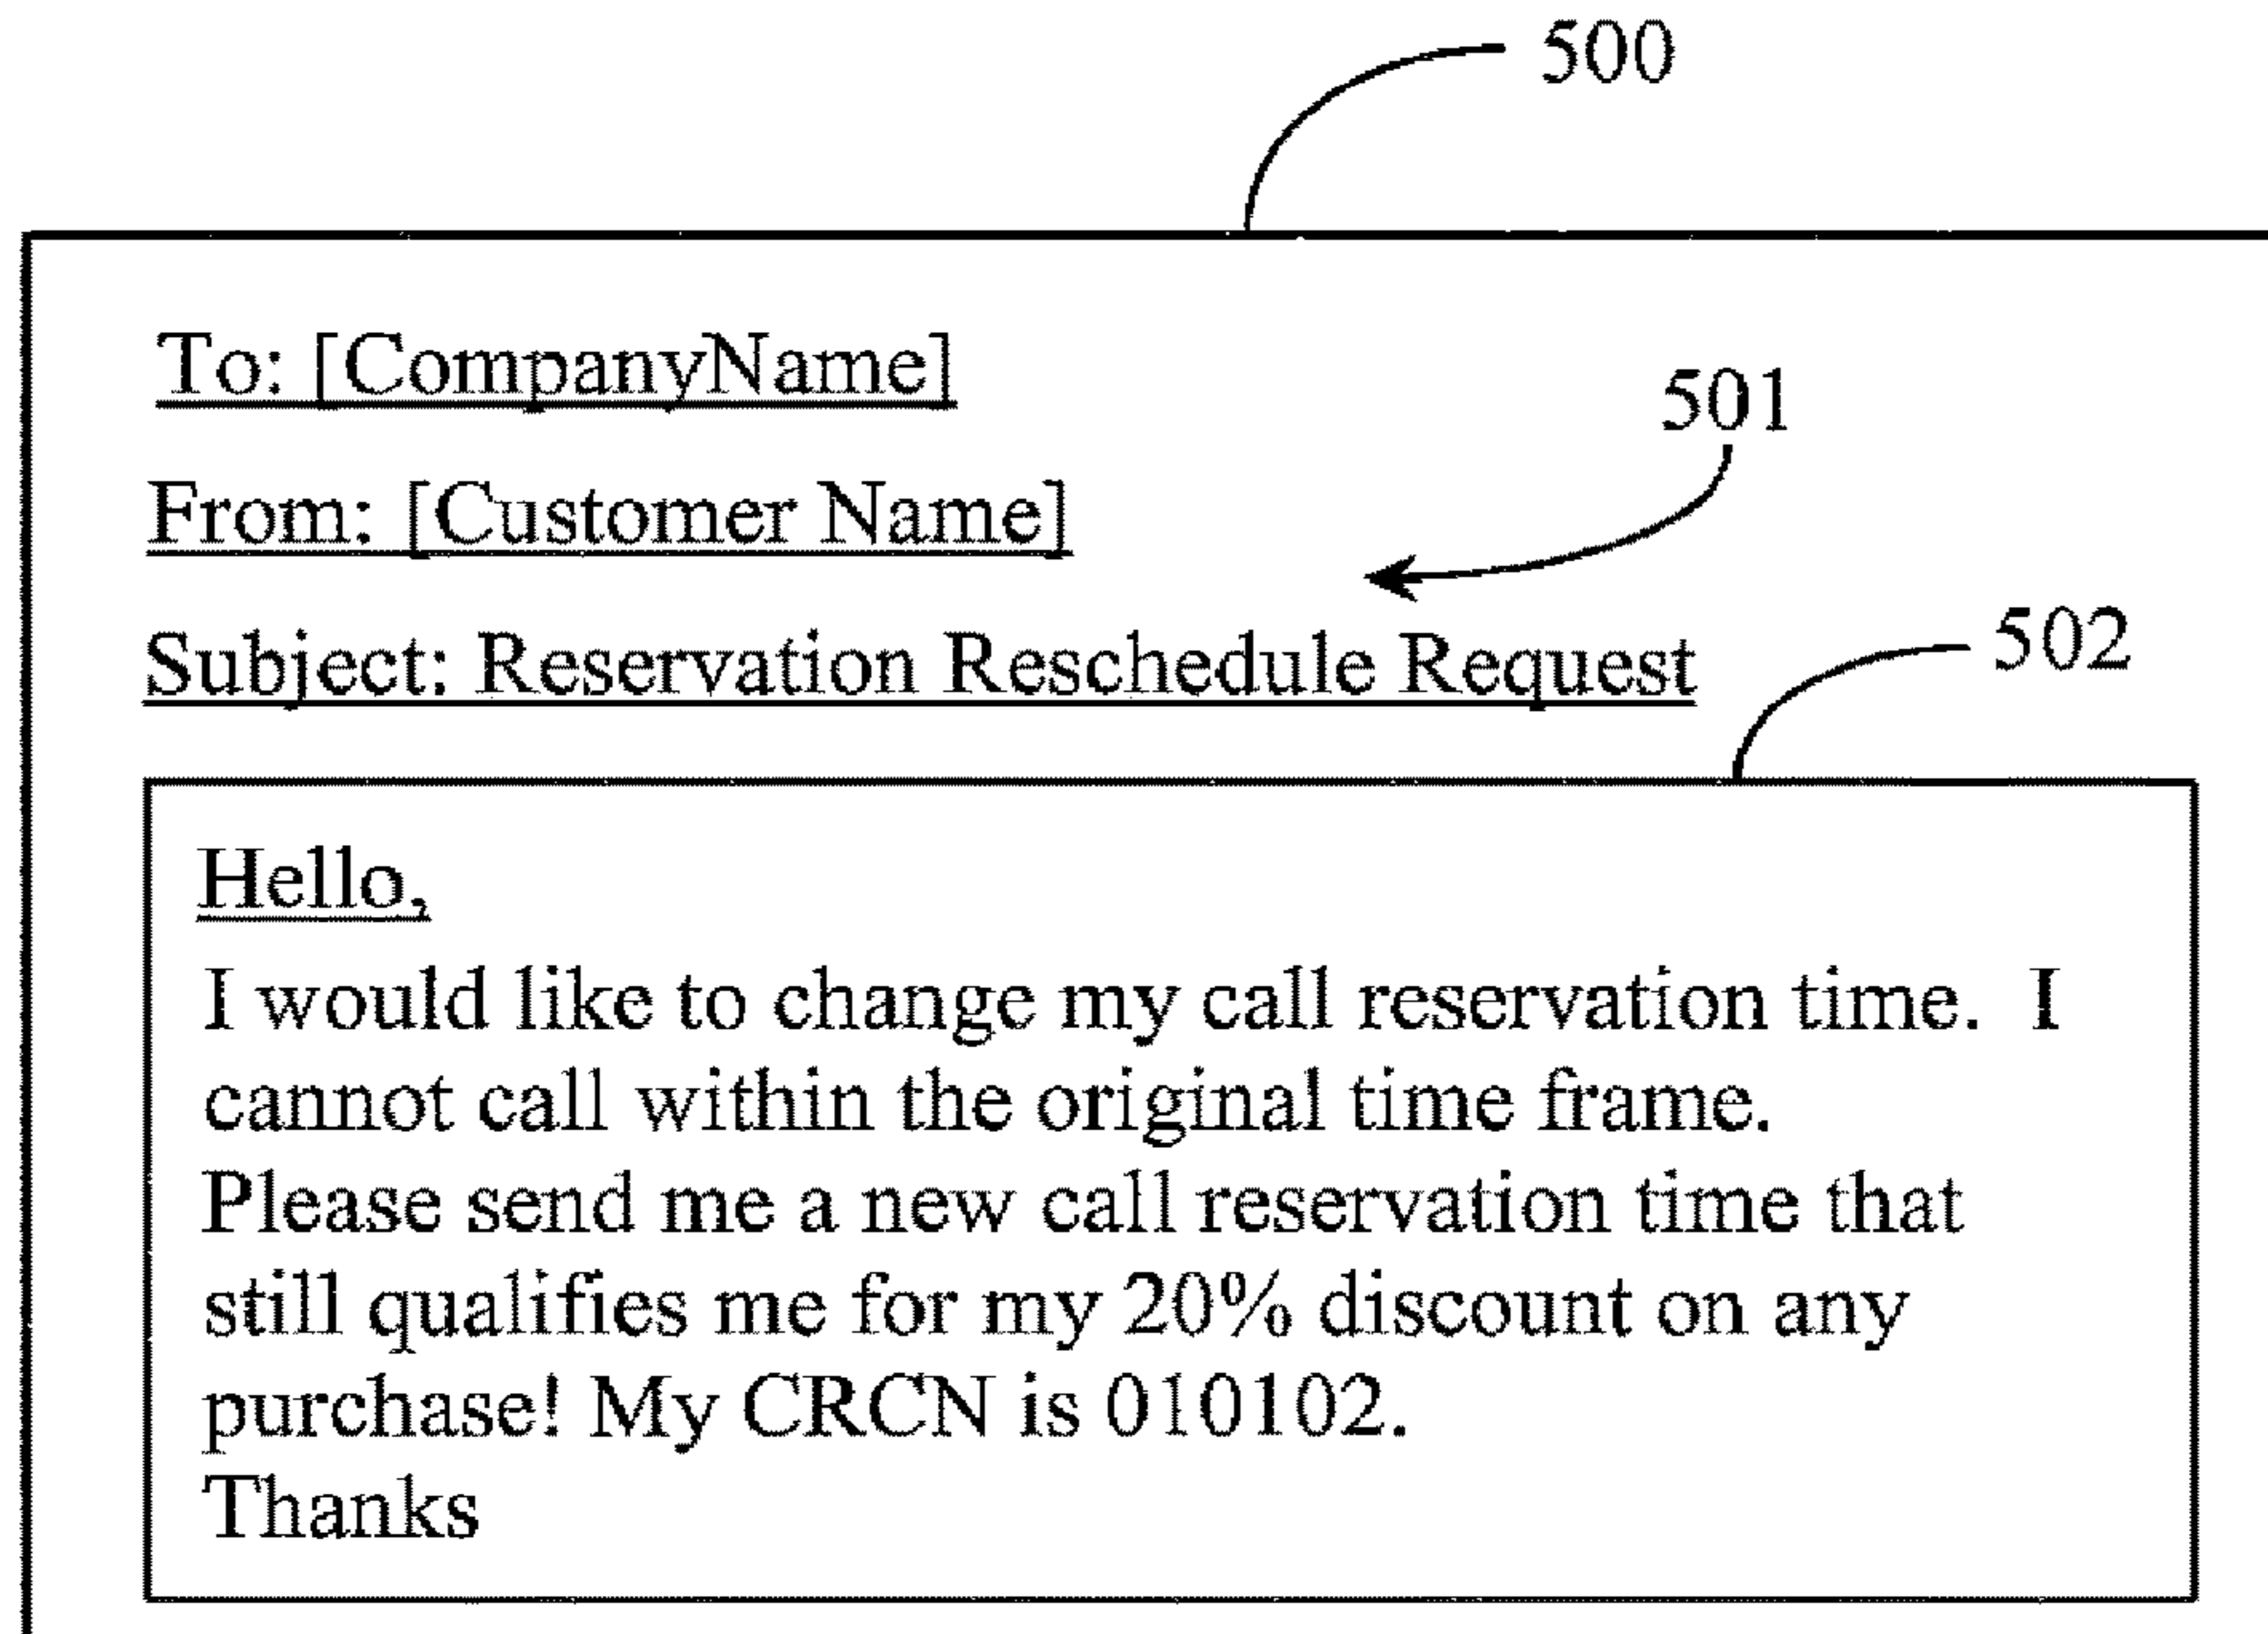 500
To: [CompanyName]
501
From: [Customer Name]
502
Subject: Reservation Reschedule Request
Hello,
I would like to change my call reservation time.  I
cannot call within the original time frame.
Please send me a new call reservation time that
still qualifies me for my 20% discount on any
purchase! My CRCN is 010102.
Thanks